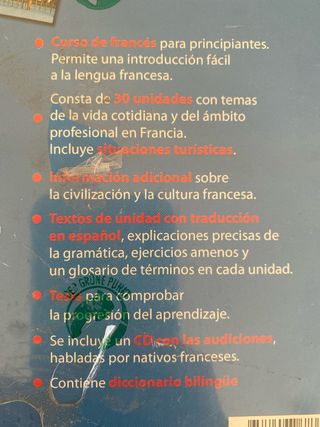 Curso de francés para principiantes.
Permite una introducción fácil
a la lengua francesa.
Consta de 30 unidades con temas
de la vida cotidiana y del ámbito
profesional en Francia.
Incluye situaciones turísticas.
Información adicional sobre
la civilización y la cultura francesa.
Textos de unidad con traducción
en español, explicaciones precisas de
la gramática, ejercicios amenos y
un glosario de términos en cada unidad.
Tests para comprobar
la progresión del aprendizaje.
DER GRÜNE PUNKT
Se incluye un CD con las audiciones,
habladas por nativos franceses.
Contiene diccionario bilingüe